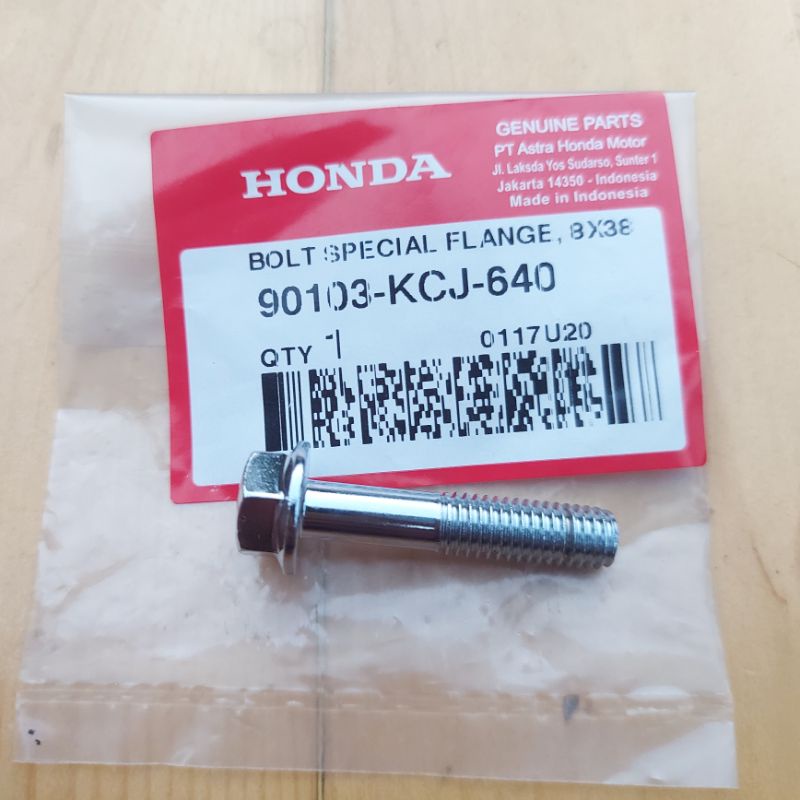 HONDA
GENUINE PARTS
PT Astra Honda Motor
Jl. Laksda Yos Sudarso, Sunter 1
Jakarta 14350 - Indonesia
Made in Indonesia
BOLT SPECIAL FLANGE, 8X38
90103-KCJ-640
QTY 1 0117U20